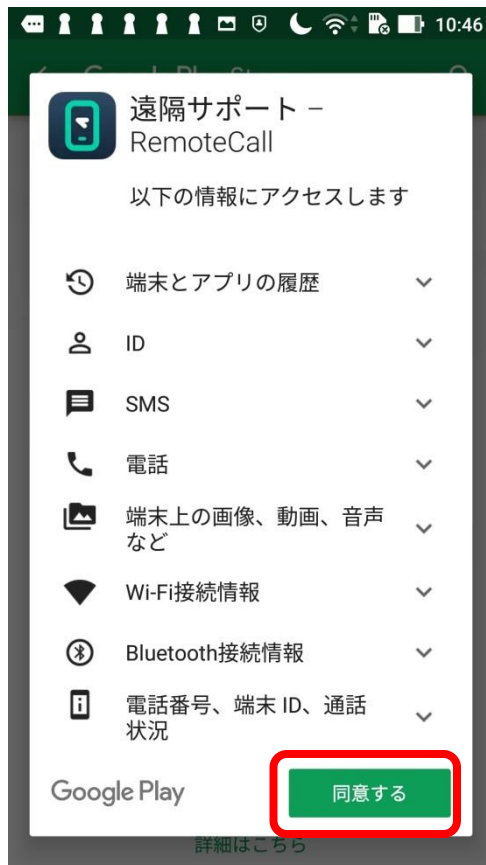 10:46
遠隔サポート –
RemoteCall
以下の情報にアクセスします
端末とアプリの履歴
ID
SMS
電話
端末上の画像、動画、音声
など
Wi-Fi接続情報
Bluetooth接続情報
電話番号、端末 ID、通話
状況
Google Play
同意する
詳細はこちら